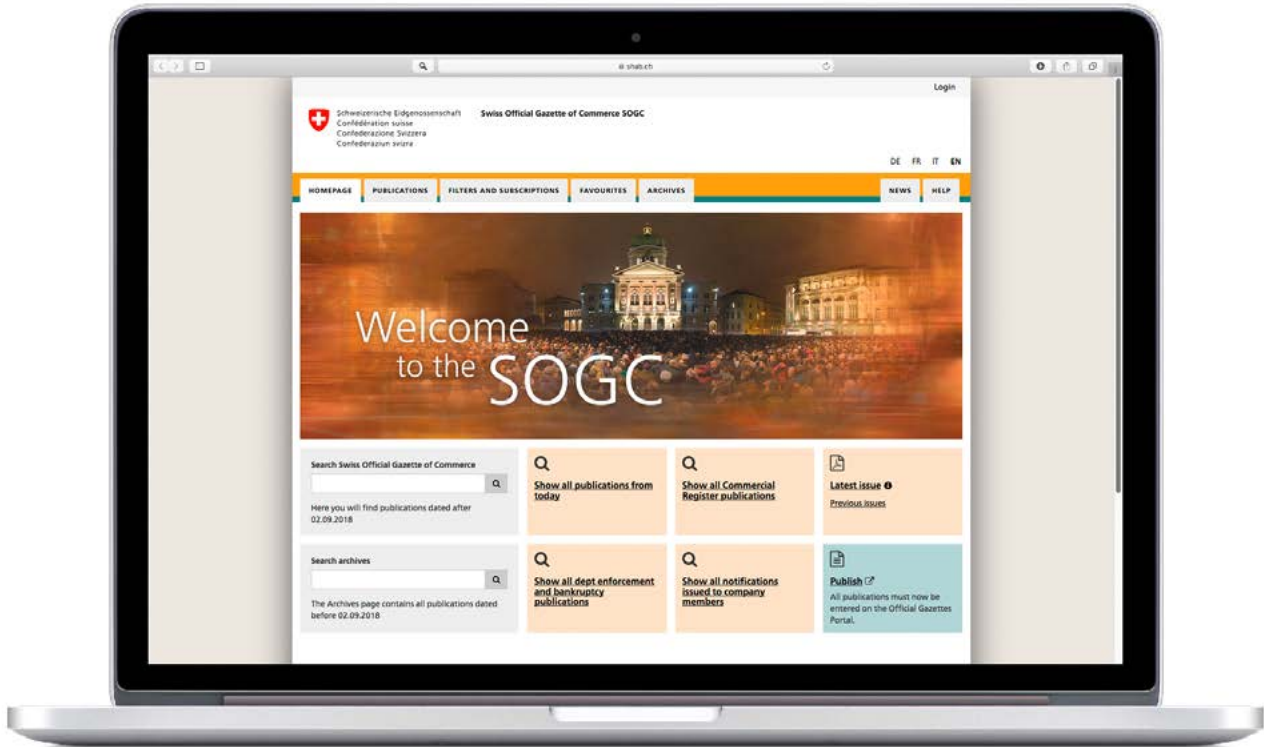 shab.ch
Login
Schweizerische Eidgenossenschaft
Confédération suisse
Confederazione Svizzera
Confederaziun svizra
Swiss Official Gazette of Commerce SOGC
DE FR IT EN
HOMEPAGE PUBLICATIONS FILTERS AND SUBSCRIPTIONS FAVOURITES ARCHIVES NEWS HELP
Welcome
to the SOGC
Search Swiss Official Gazette of Commerce
Here you will find publications dated after
02.09.2018
Show all publications from
today
Show all Commercial
Register publications
Latest issue
Previous issues
Search archives
The Archives page contains all publications dated
before 02.09.2018
Show all dept enforcement
and bankruptcy
publications
Show all notifications
issued to company
members
Publish
All publications must now be
entered on the Official Gazettes
Portal.